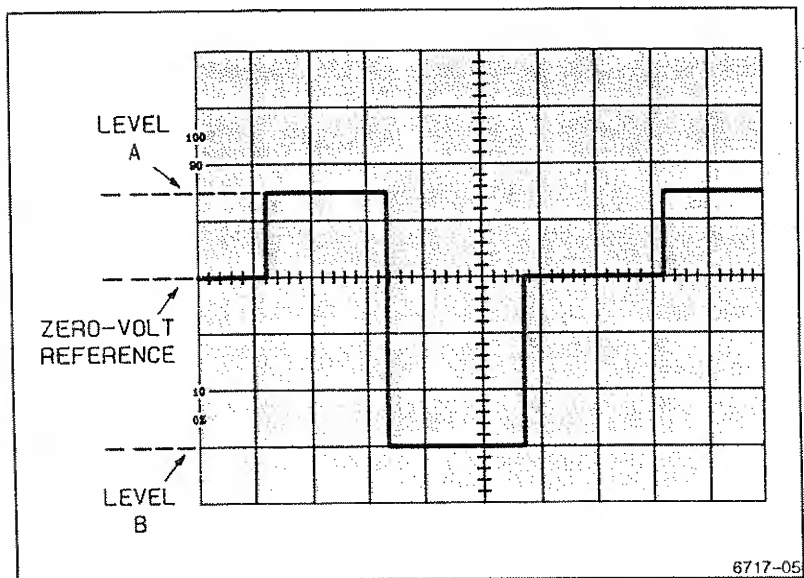 LEVEL
A
100
90
ZERO-VOLT
REFERENCE
10
0%
LEVEL
B
6717-05